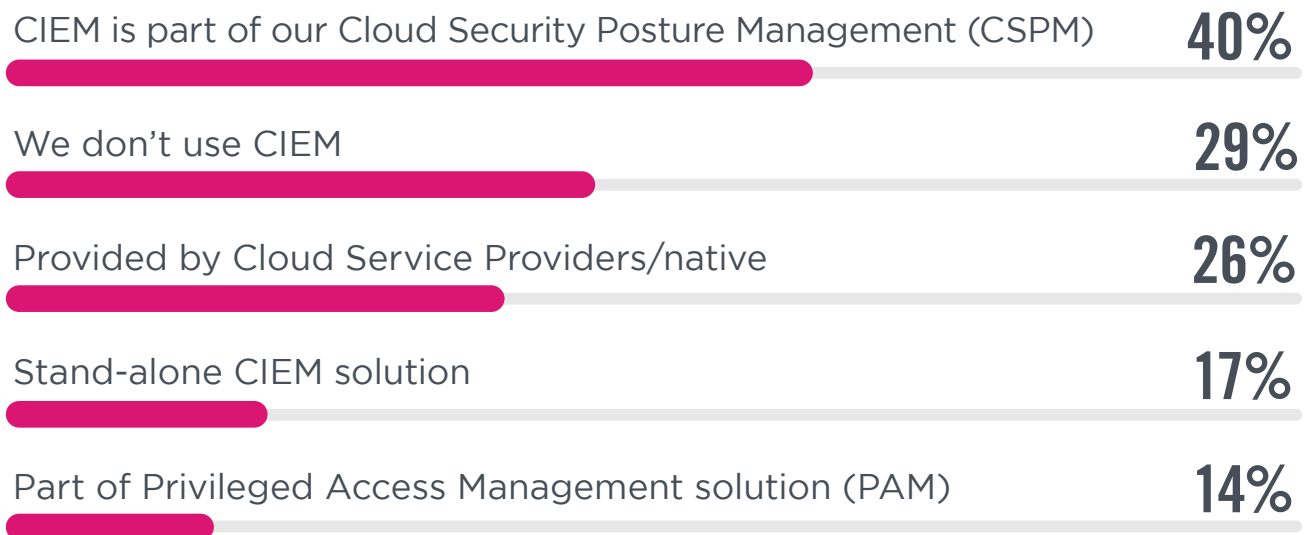 CIEM is part of our Cloud Security Posture Management (CSPM) 40%
We don’t use CIEM 29%
Provided by Cloud Service Providers/native 26%
Stand-alone CIEM solution 17%
Part of Privileged Access Management solution (PAM) 14%